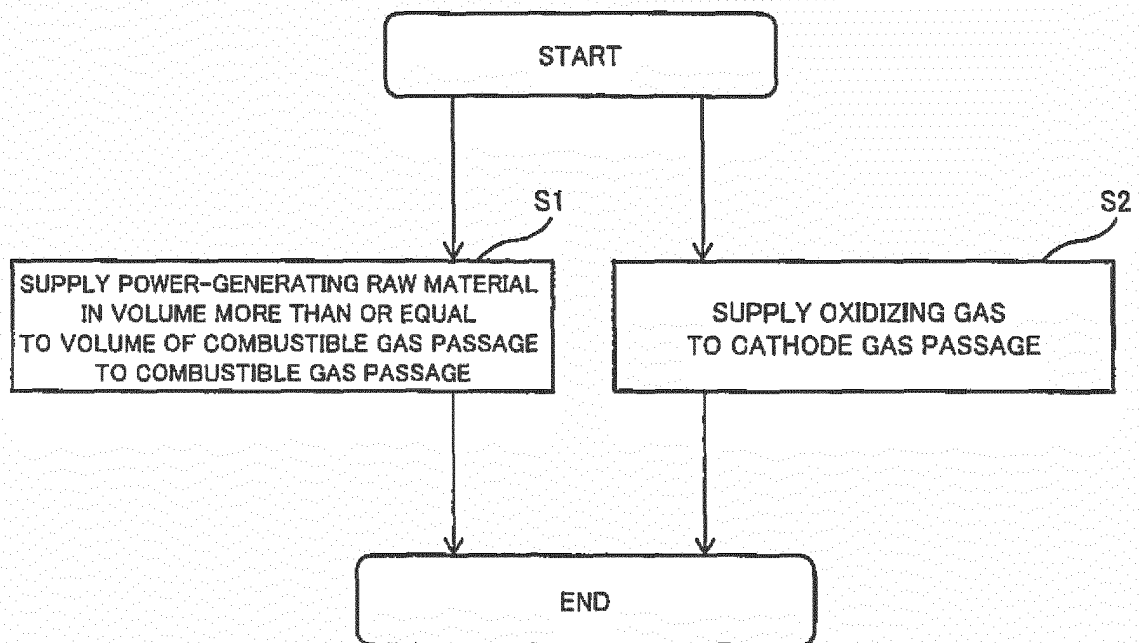 START
S1
SUPPLY POWER-GENERATING RAW MATERIAL
IN VOLUME MORE THAN OR EQUAL
TO VOLUME OF COMBUSTIBLE GAS PASSAGE
TO COMBUSTIBLE GAS PASSAGE
S2
SUPPLY OXIDIZING GAS
TO CATHODE GAS PASSAGE
END